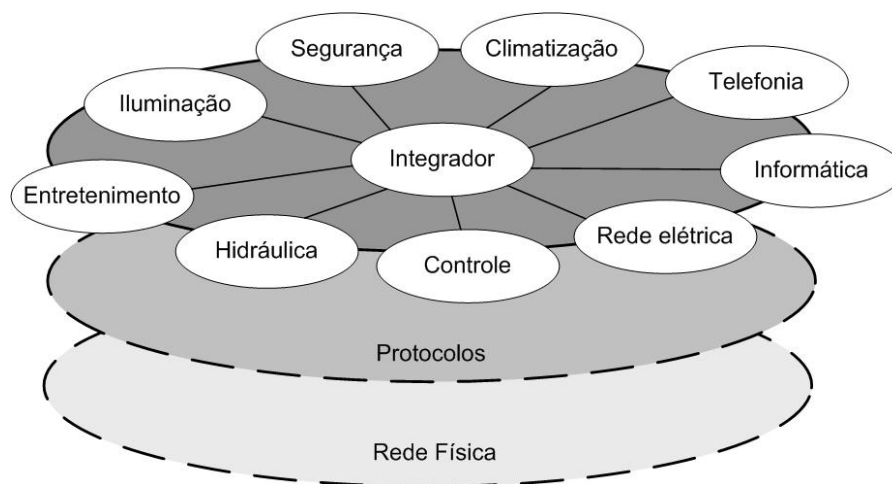 Segurança
Climatização
Iluminação
Telefonia
Integrador
Informática
Entretenimento
Hidráulica
Controle
Rede elétrica
Protocolos
Rede Física